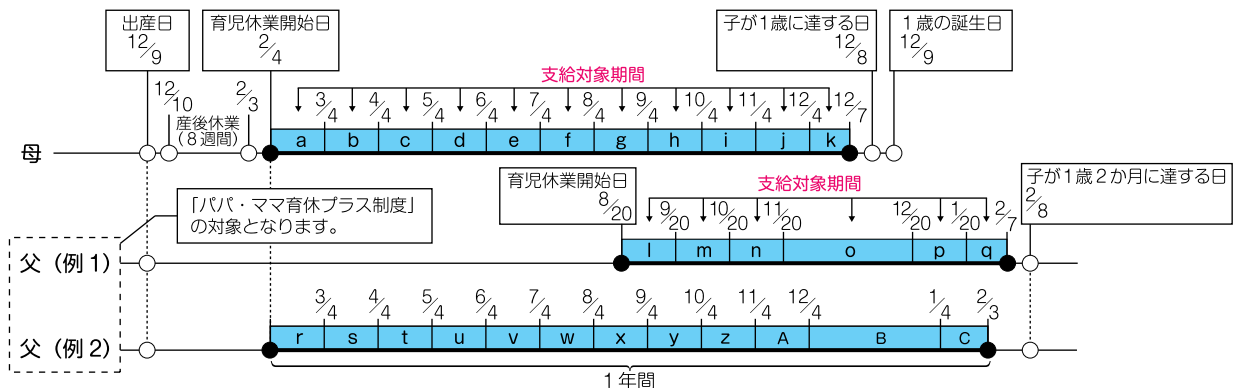 出産日
12/9
育児休業開始日
2/4
子が1歳に達する日
12/8
1歳の誕生日
12/9
支給対象期間
12/10
2/3
3/4 4/4 5/4 6/4 7/4 8/4 9/4 10/4 11/4 12/4 12/7
産後休業
(8週間)
母
a b c d e f g h i j k
育児休業開始日
8/20
支給対象期間
子が1歳2か月に達する日
2/8
「パパ・ママ育休プラス制度」
の対象となります。
9/20 10/20 11/20 12/20 1/20 2/7
父(例1)
l m n o p q
3/4 4/4 5/4 6/4 7/4 8/4 9/4 10/4 11/4 12/4 1/4 2/3
父(例2)
r s t u v w x y z A B C
1年間